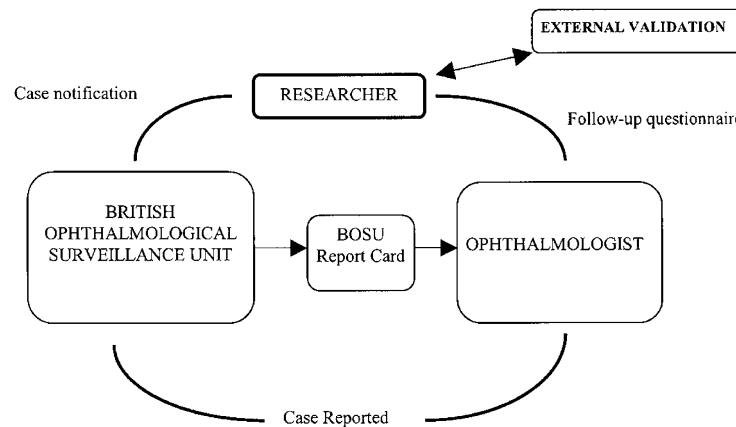 EXTERNAL VALIDATION
Case notification
RESEARCHER
Follow-up questionnaire
BRITISH
OPHTHALMOLOGICAL
SURVEILLANCE UNIT
BOSU
Report Card
OPHTHALMOLOGIST
Case Reported